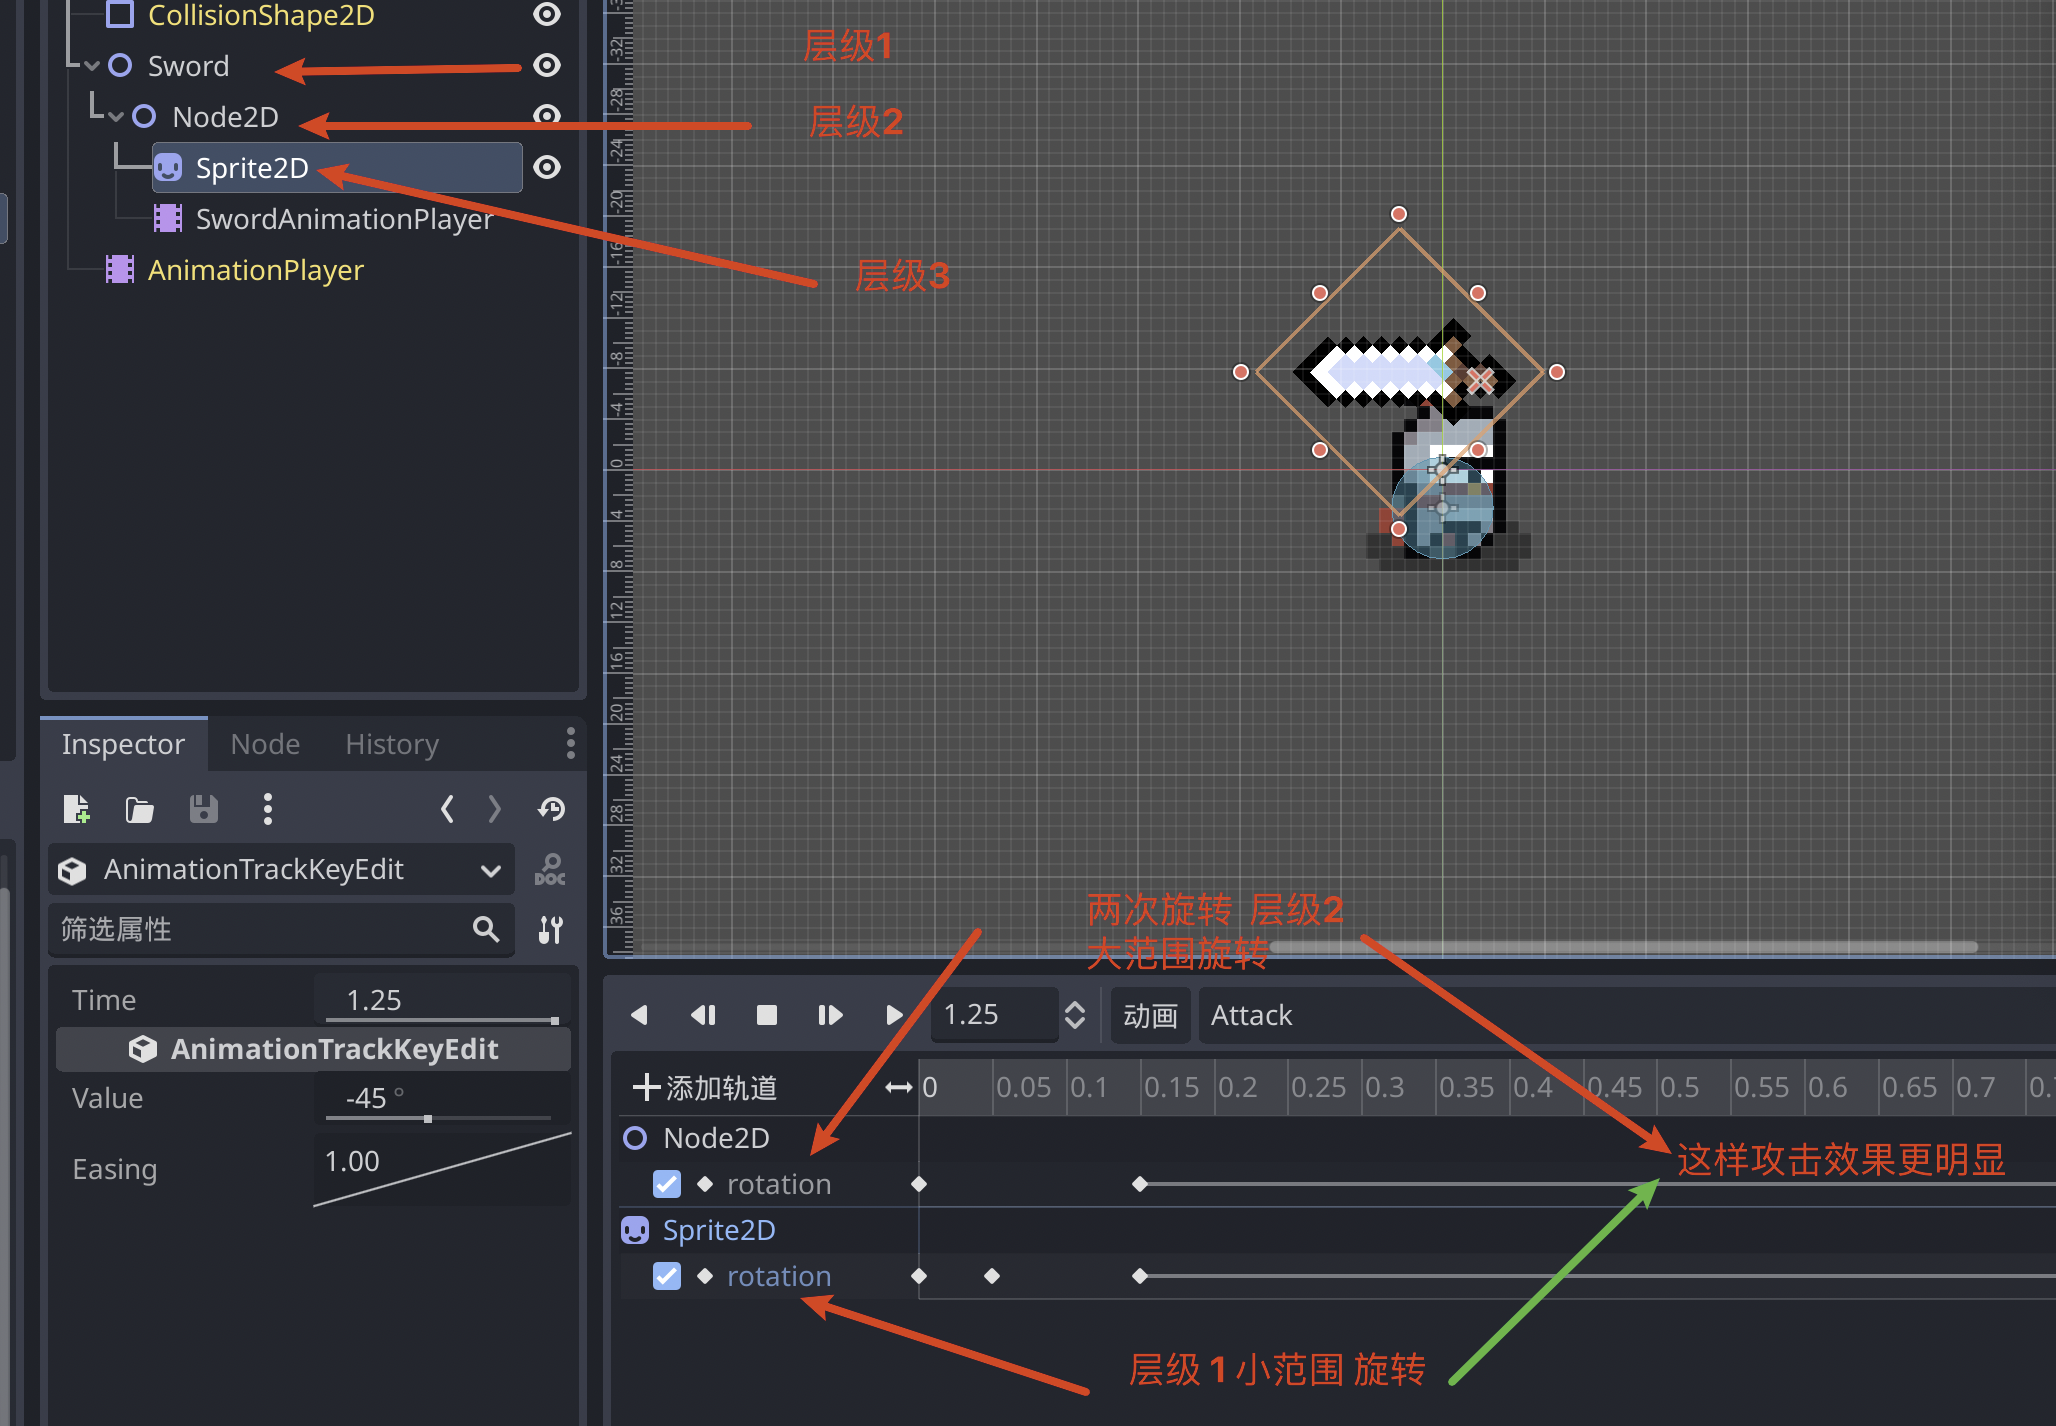 CollisionShape2D
Sword
Node2D
Sprite2D
SwordAnimationPlayer
AnimationPlayer
层级1
层级2
层级3
-32
-28
-24
-20
-16
-12
-8
-4
0
4
8
12
16
20
24
28
32
36
Inspector
Node
History
AnimationTrackKeyEdit
DOC
筛选属性
Time
1.25
AnimationTrackKeyEdit
Value
-45 °
Easing
1.00
两次旋转 层级2
大范围旋转
1.25
动画
Attack
添加轨道
0 0.05 0.1 0.15 0.2 0.25 0.3 0.35 0.4 0.45 0.5 0.55 0.6 0.65 0.7
Node2D
rotation
这样攻击效果更明显
Sprite2D
rotation
层级 1 小范围 旋转